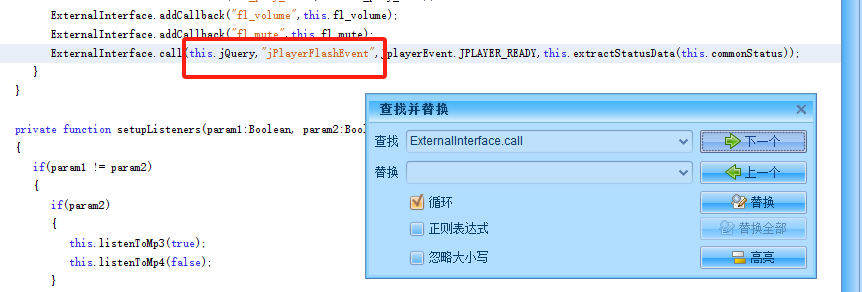 ExternalInterface.addCallback("fl_volume",this.fl_volume);
ExternalInterface.addCallback("fl_mute",this.fl_mute);
ExternalInterface.call(this.jQuery,"jPlayerFlashEvent",jplayerEvent.JPLAYER_READY,this.extractStatusData(this.commonStatus));
}
}
private function setupListeners(param1:Boolean, param2:Bool
{
if(param1 != param2)
{
if(param2)
{
this.listenToMp3(true);
this.listenToMp4(false);
}
查找并替换
查找 ExternalInterface.call 下一个
替换 上一个
循环 替换
正则表达式 替换全部
忽略大小写 高亮